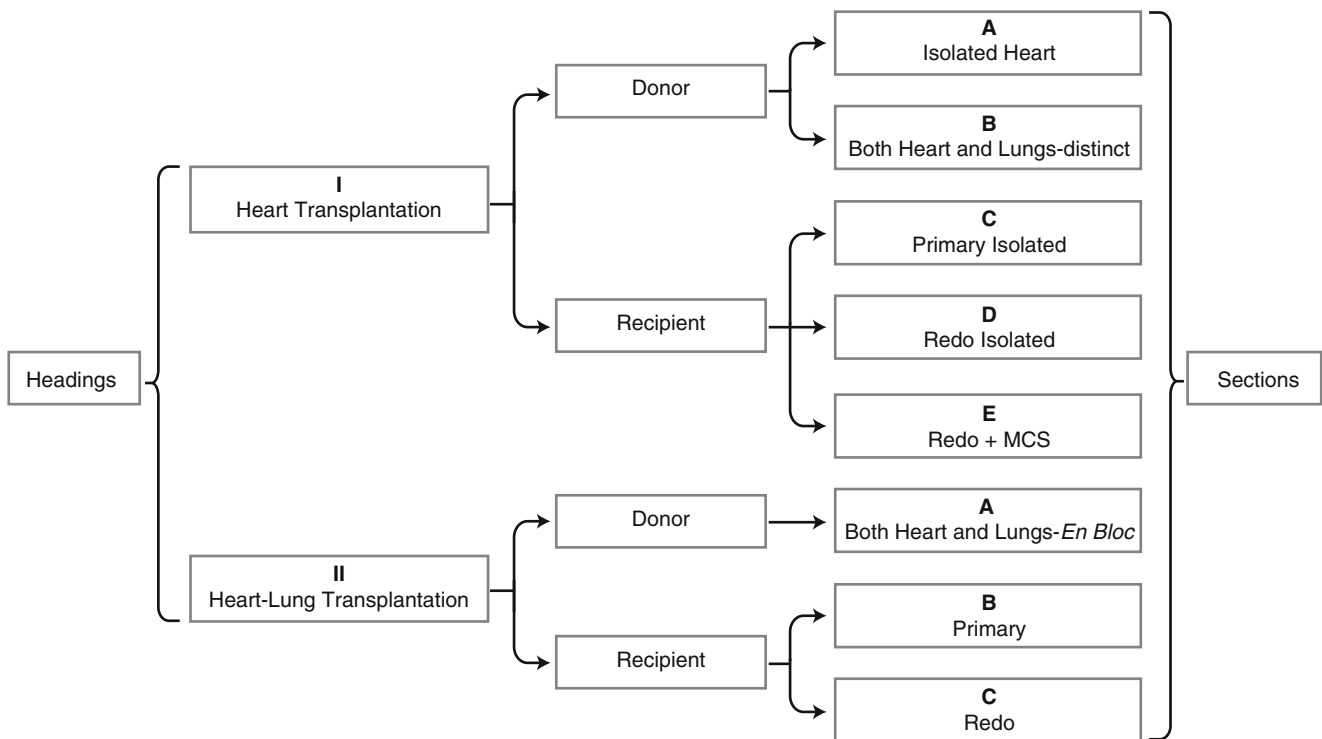 Headings
I
Heart Transplantation
Donor
A
Isolated Heart
B
Both Heart and Lungs-distinct
Recipient
C
Primary Isolated
D
Redo Isolated
E
Redo + MCS
II
Heart-Lung Transplantation
Donor
A
Both Heart and Lungs-En Bloc
Recipient
B
Primary
C
Redo
Sections